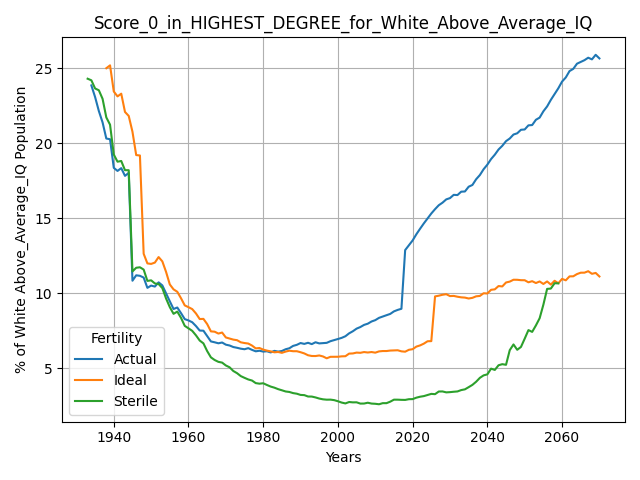 Score_0_in_HIGHEST_DEGREE_for_White_Above_Average_IQ
% of White Above_Average_IQ Population
25
20
15
10
5
Fertility
Actual
Ideal
Sterile
1940 1960 1980 2000 2020 2040 2060
Years